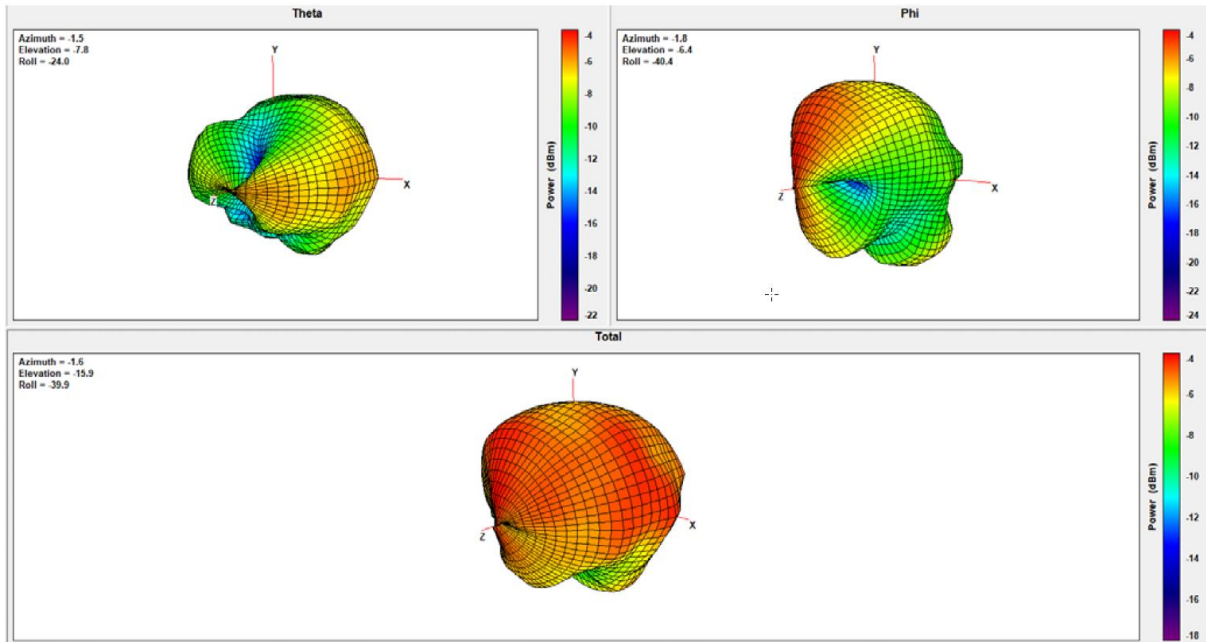 Theta
Azimuth = -1.5
Elevation = -7.8
Roll = -24.0
Y
X
Z
Power (dBm)
-4
-6
-8
-10
-12
-14
-16
-18
-20
-22
Phi
Azimuth = -1.8
Elevation = -6.4
Roll = -40.4
Y
Z
X
Power (dBm)
-4
-6
-8
-10
-12
-14
-16
-18
-20
-22
-24
Total
Azimuth = -1.6
Elevation = -15.9
Roll = -39.9
Y
Z
X
Power (dBm)
-4
-6
-8
-10
-12
-14
-16
-18